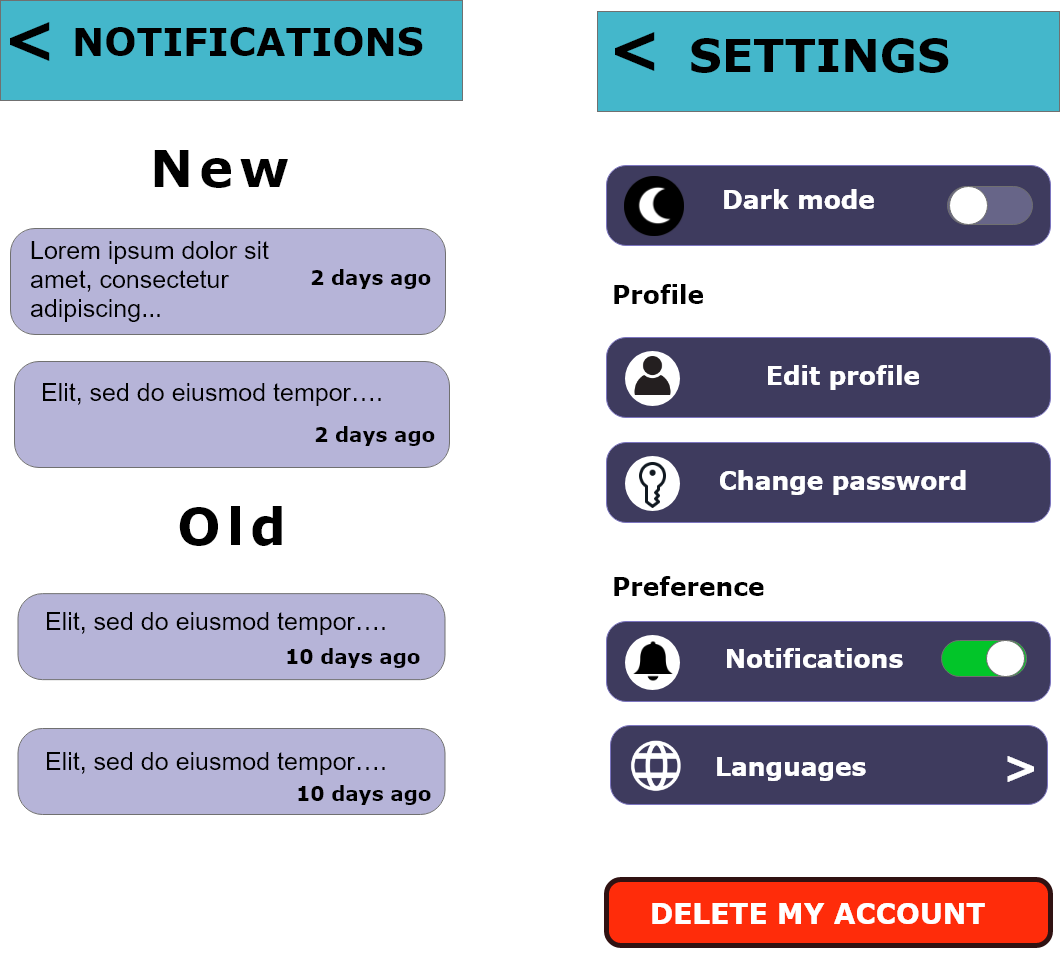 < NOTIFICATIONS
New
Lorem ipsum dolor sit
amet, consectetur
adipiscing...
2 days ago
Elit, sed do eiusmod tempor….
2 days ago
Old
Elit, sed do eiusmod tempor….
10 days ago
Elit, sed do eiusmod tempor….
10 days ago
< SETTINGS
Dark mode
Profile
Edit profile
Change password
Preference
Notifications
Languages >
DELETE MY ACCOUNT